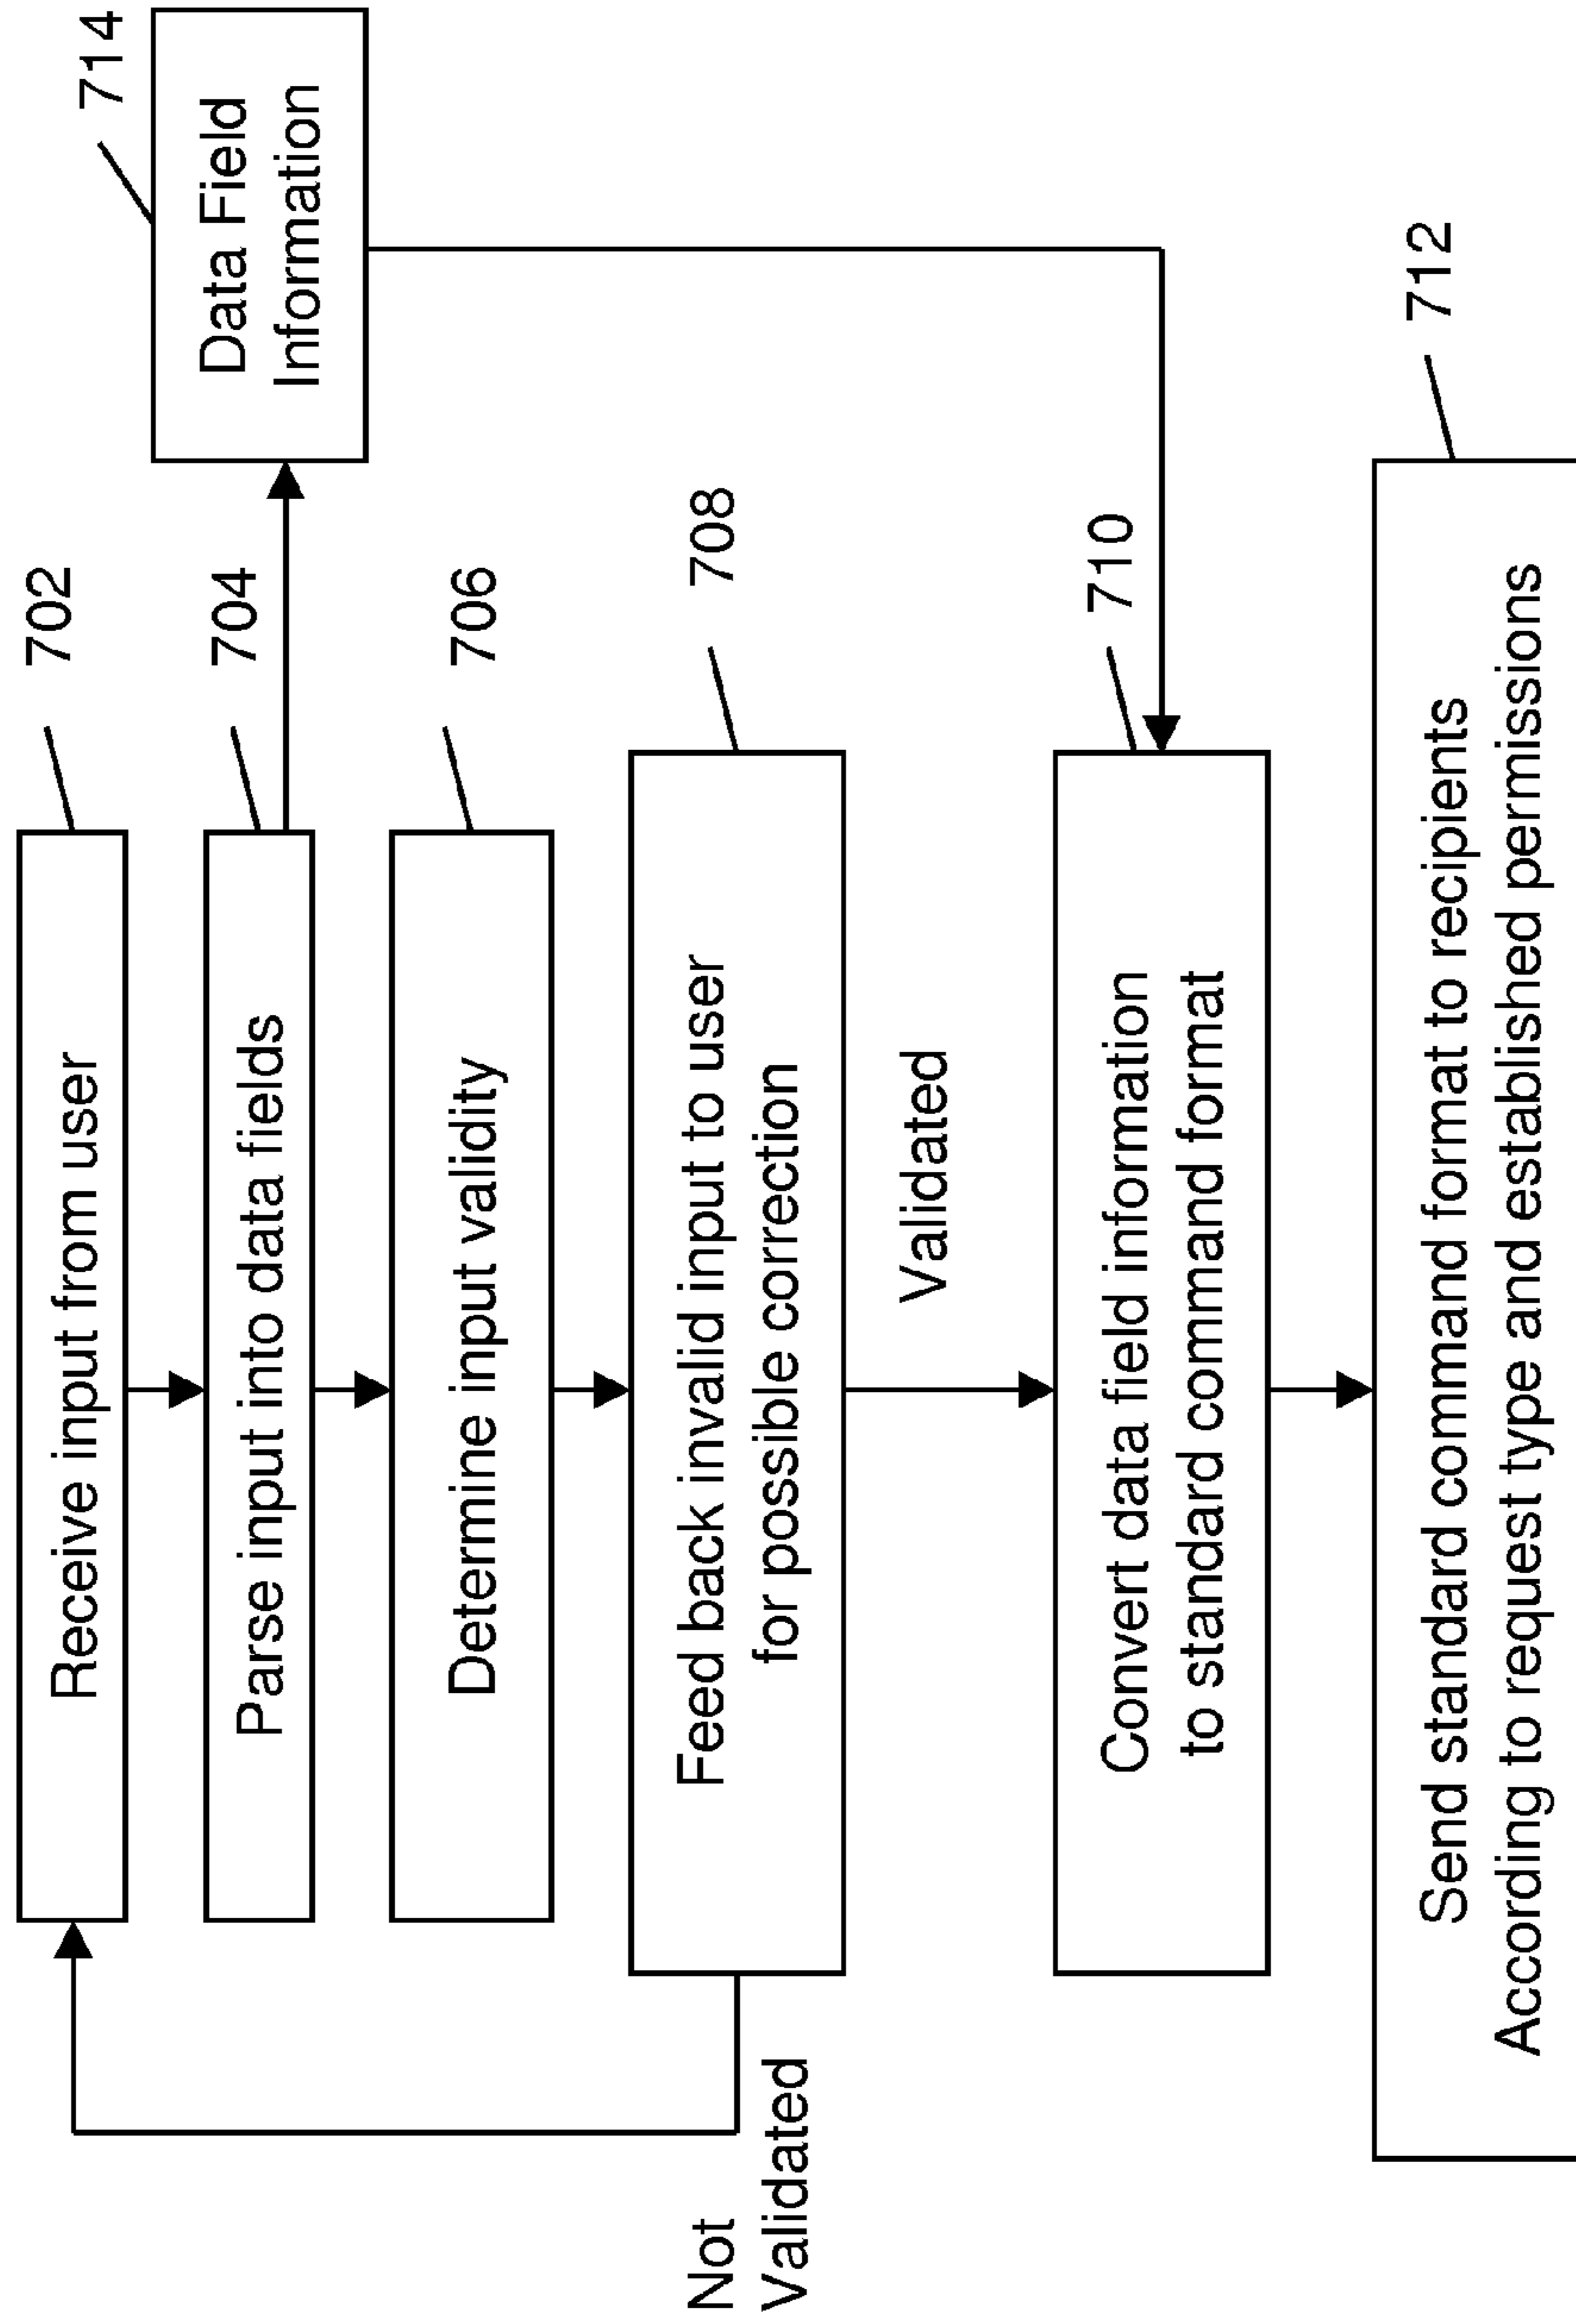 702
Receive input from user
704
Parse input into data fields
714
Data Field
Information
706
Determine input validity
708
Feed back invalid input to user
for possible correction
Not
Validated
Validated
710
Convert data field information
to standard command format
712
Send standard command format to recipients
According to request type and established permissions